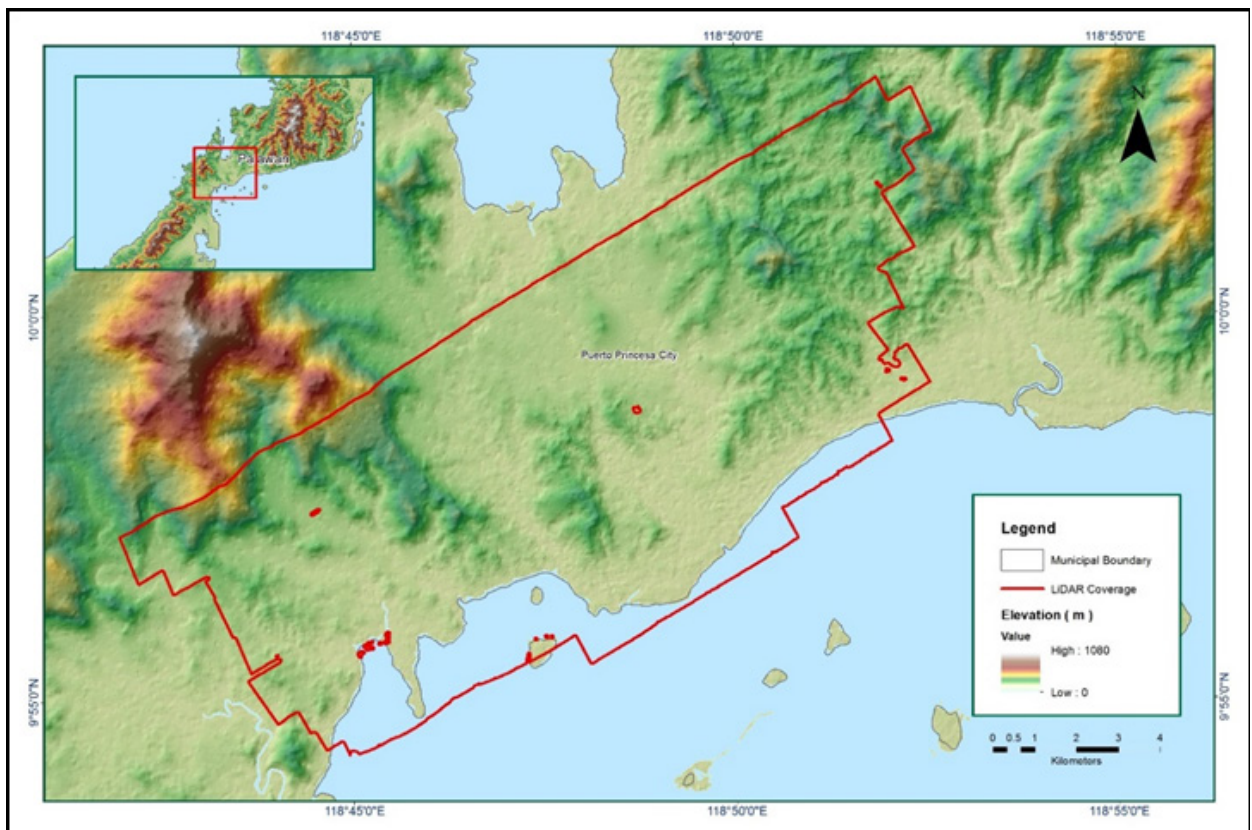 118°45'0"E
118°50'0"E
118°55'0"E
N
Palawan
10°0'0"N
10°0'0"N
Puerto Princesa City
Legend
Municipal Boundary
LiDAR Coverage
Elevation ( m )
Value
High : 1080
Low : 0
9°55'0"N
9°55'0"N
0 0.5 1 2 3 4
Kilometers
118°45'0"E
118°50'0"E
118°55'0"E